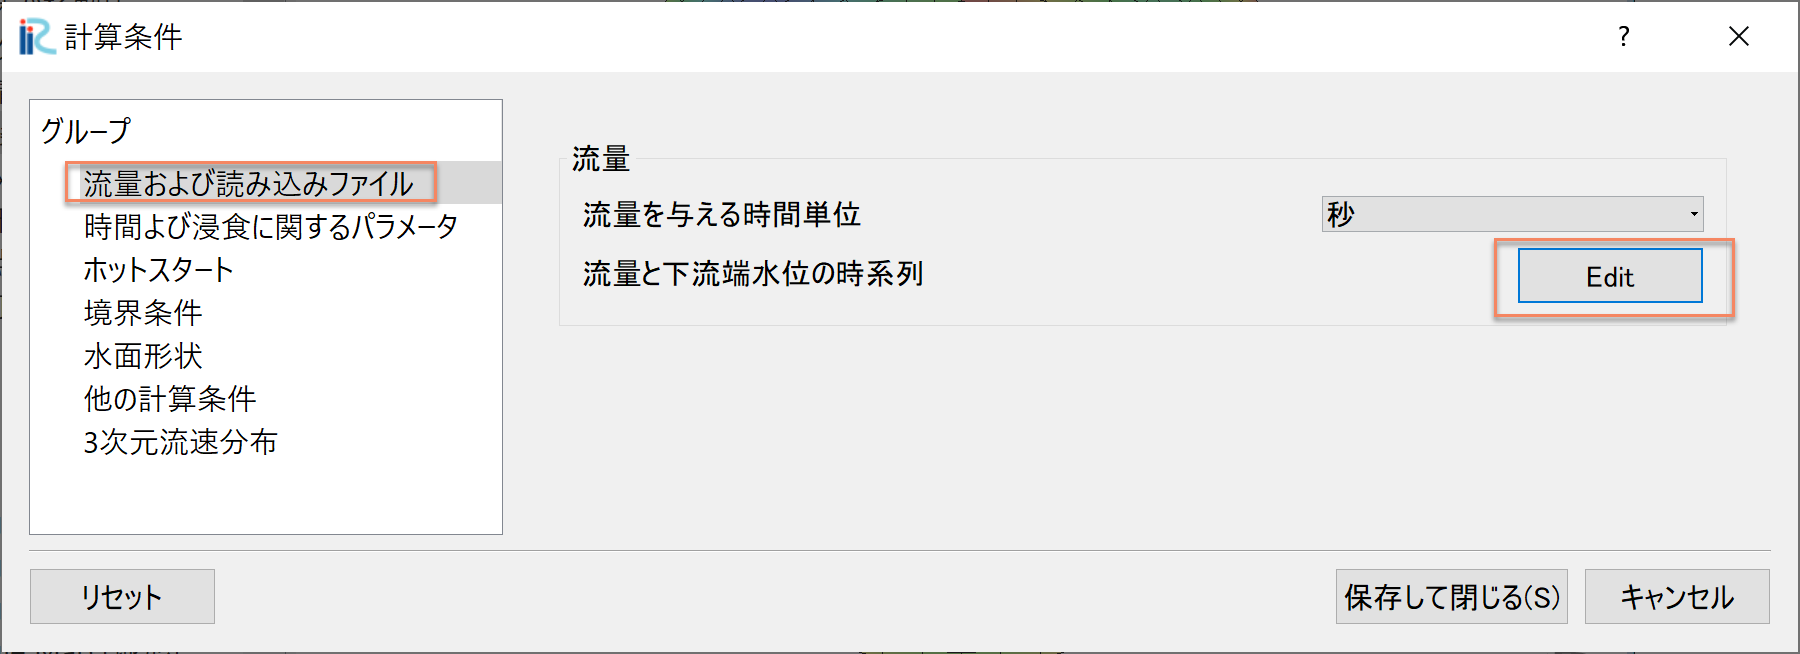 計算条件
グループ
流量および読み込みファイル
時間よび浸食に関するパラメータ
ホットスタート
境界条件
水面形状
他の計算条件
3次元流速分布
流量
流量を与える時間単位 秒
流量と下流端水位の時系列 Edit
リセット 保存して閉じる(S) キャンセル